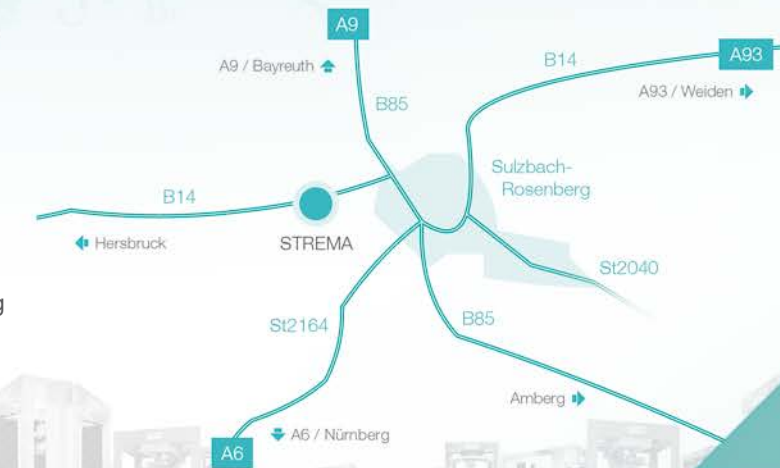 A9
A9 / Bayreuth
B85
B14
A93
A93 / Weiden
Sulzbach-
Rosenberg
B14
STREMA
Hersbruck
St2040
g
St2164
B85
Amberg
A6 / Nürnberg
A6